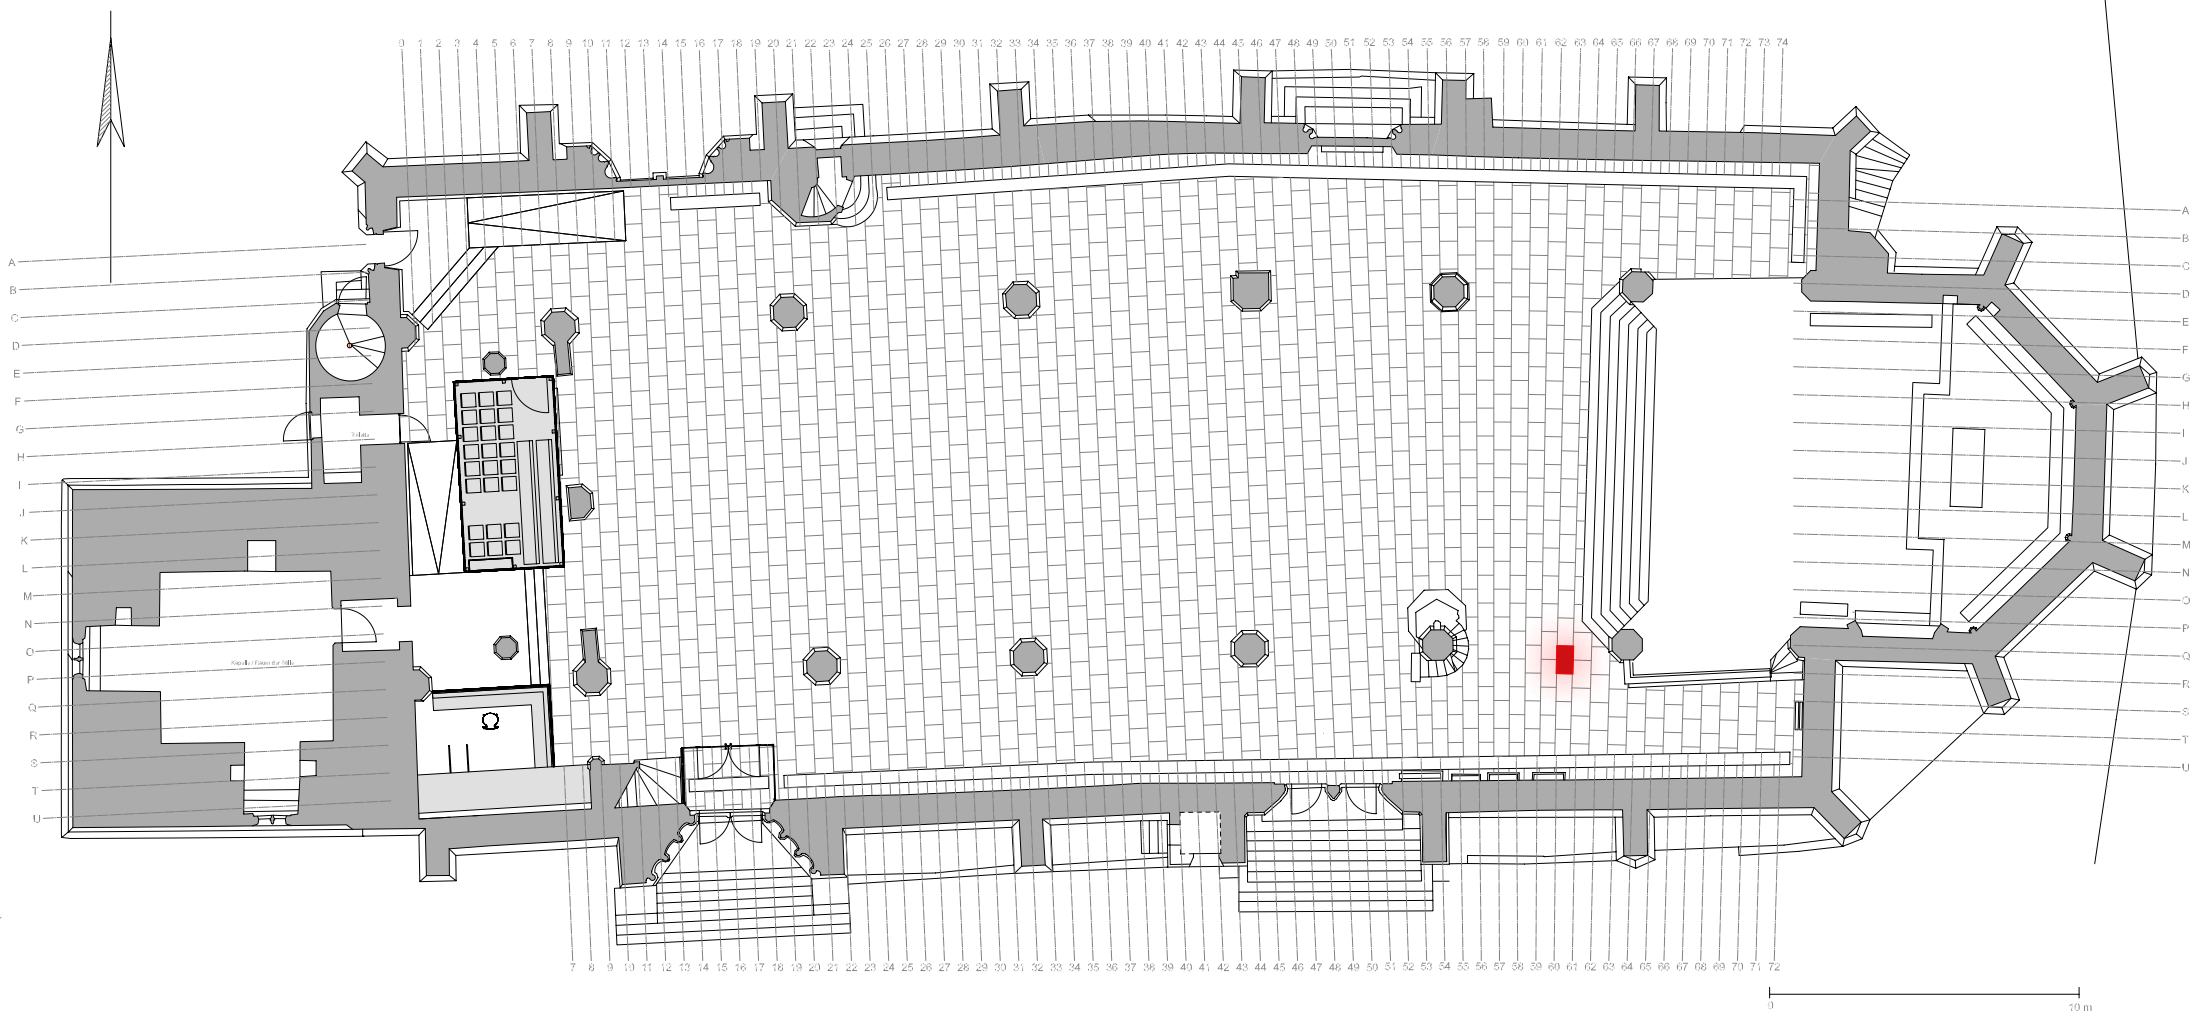 0 1 2 3 4 5 6 7 8 9 10 11 12 13 14 15 16 17 18 19 20 21 22 23 24 25 26 27 28 29 30 31 32 33 34 35 36 37 38 39 40 41 42 43 44 45 46 47 48 49 50 51 52 53 54 55 56 57 58 59 60 61 62 63 64 65 66 67 68 69 70 71 72 73 74
A A
B B
C C
D D
E E
F F
G G
H H
I I
J J
K K
L L
M M
N N
O O
P P
Q Q
R R
S S
T T
U U
7 8 9 10 11 12 13 14 15 16 17 18 19 20 21 22 23 24 25 26 27 28 29 30 31 32 33 34 35 36 37 38 39 40 41 42 43 44 45 46 47 48 49 50 51 52 53 54 55 56 57 58 59 60 61 62 63 64 65 66 67 68 69 70 71 72
0 10 m